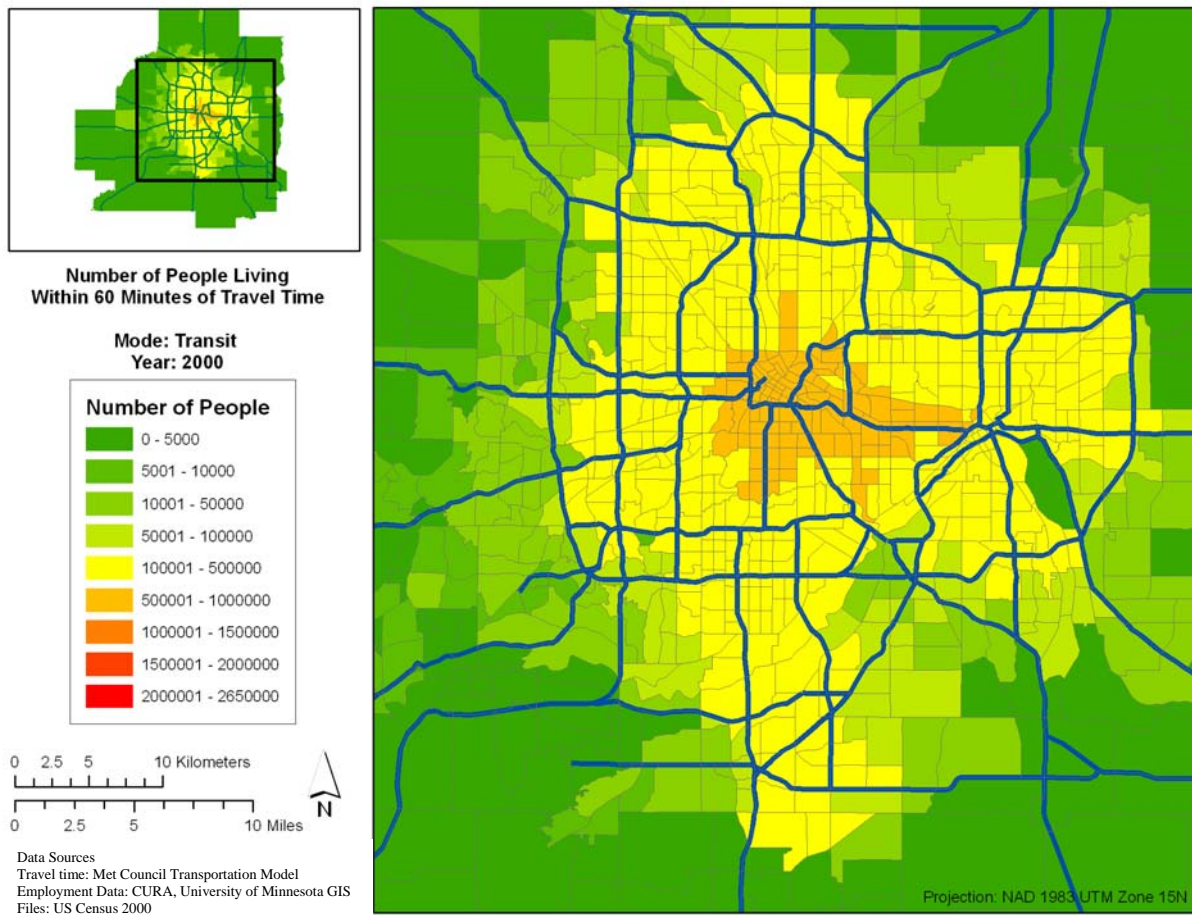 Number of People Living
Within 60 Minutes of Travel Time
Mode: Transit
Year: 2000
Number of People
0 - 5000
5001 - 10000
10001 - 50000
50001 - 100000
100001 - 500000
500001 - 1000000
1000001 - 1500000
1500001 - 2000000
2000001 - 2650000
0 2.5 5 10 Kilometers
0 2.5 5 10 Miles
N
Data Sources
Travel time: Met Council Transportation Model
Employment Data: CURA, University of Minnesota GIS
Files: US Census 2000
Projection: NAD 1983 UTM Zone 15N